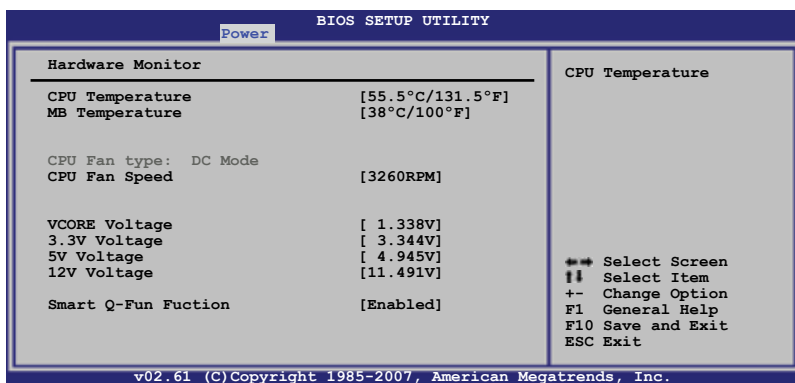 BIOS SETUP UTILITY
Power
Hardware Monitor
CPU Temperature [55.5°C/131.5°F]
MB Temperature [38°C/100°F]
CPU Fan type: DC Mode
CPU Fan Speed [3260RPM]
VCORE Voltage [ 1.338V]
3.3V Voltage [ 3.344V]
5V Voltage [ 4.945V]
12V Voltage [11.491V]
Smart Q-Fun Fuction [Enabled]
CPU Temperature
←→ Select Screen
↑↓ Select Item
+- Change Option
F1 General Help
F10 Save and Exit
ESC Exit
v02.61 (C)Copyright 1985-2007, American Megatrends, Inc.